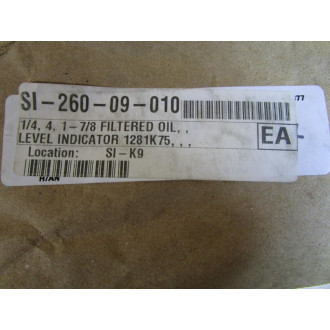 SI-260-09-010
1/4, 4, 1-7/8 FILTERED OIL, ,
LEVEL INDICATOR 1281K75, , ,
EA
Location: SI-K9